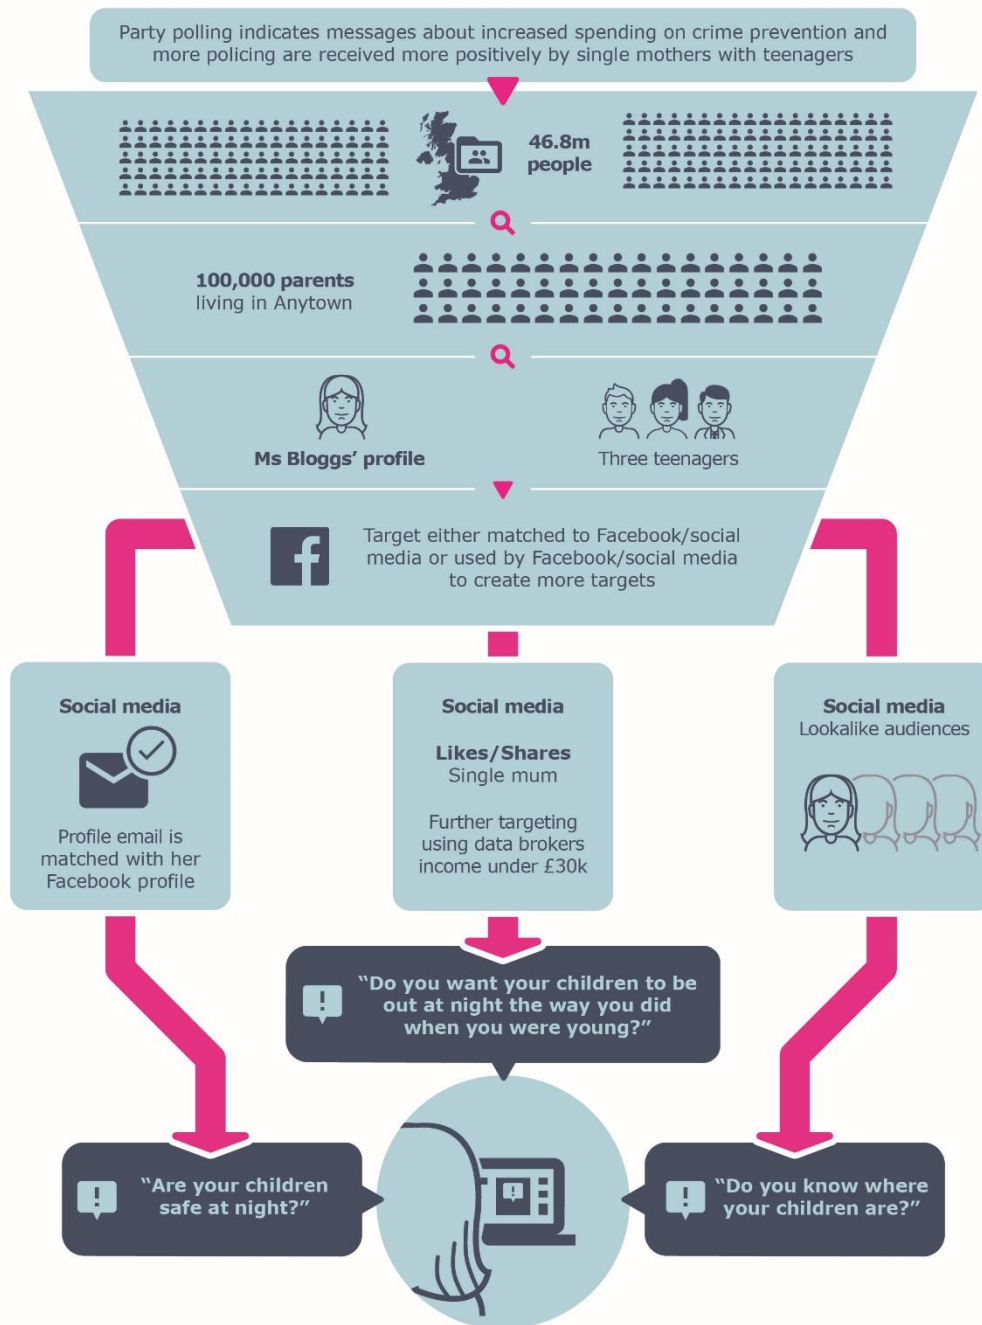 Party polling indicates messages about increased spending on crime prevention and
more policing are received more positively by single mothers with teenagers
46.8m
people
100,000 parents
living in Anytown
Ms Bloggs’ profile
Three teenagers
Target either matched to Facebook/social
media or used by Facebook/social media
to create more targets
Social media
Profile email is
matched with her
Facebook profile
Social media
Likes/Shares
Single mum
Further targeting
using data brokers
income under £30k
Social media
Lookalike audiences
“Do you want your children to be
out at night the way you did
when you were young?”
“Are your children
safe at night?”
“Do you know where
your children are?”